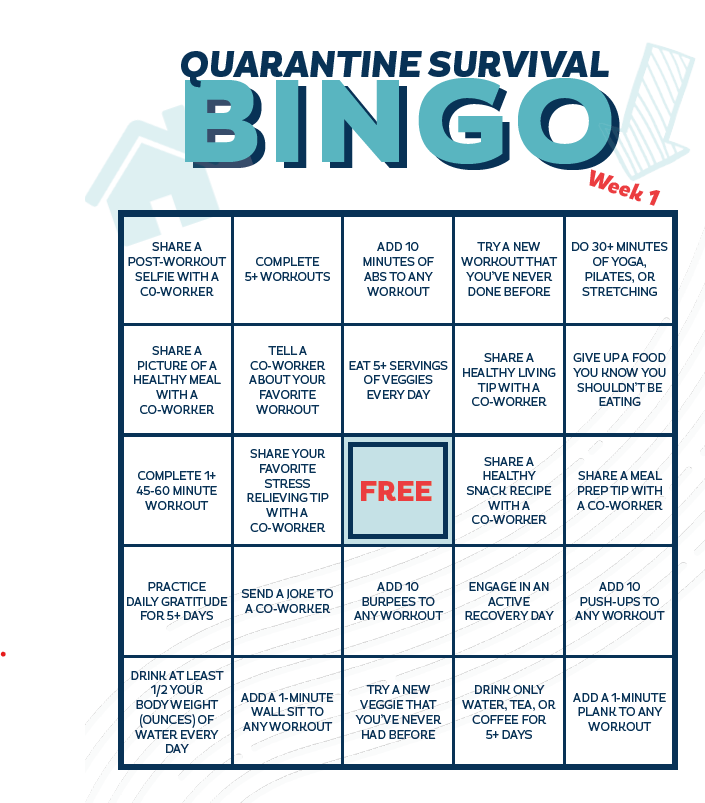 QUARANTINE SURVIVAL
BINGO
Week 1
SHARE A
POST-WORKOUT
SELFIE WITH A
C0-WORKER
COMPLETE
5+ WORKOUTS
ADD 10
MINUTES OF
ABS TO ANY
WORKOUT
TRY A NEW
WORKOUT THAT
YOU'VE NEVER
DONE BEFORE
DO 30+ MINUTES
OF YOGA,
PILATES, OR
STRETCHING
SHARE A
PICTURE OF A
HEALTHY MEAL
WITH A
CO-WORKER
TELL A
CO-WORKER
ABOUT YOUR
FAVORITE
WORKOUT
EAT 5+ SERVINGS
OF VEGGIES
EVERY DAY
SHARE A
HEALTHY LIVING
TIP WITH A
CO-WORKER
GIVE UP A FOOD
YOU KNOW YOU
SHOULDN'T BE
EATING
COMPLETE 1+
45-60 MINUTE
WORKOUT
SHARE YOUR
FAVORITE
STRESS
RELIEVING TIP
WITH A
CO-WORKER
FREE
SHARE A
HEALTHY
SNACK RECIPE
WITH A
CO-WORKER
SHARE A MEAL
PREP TIP WITH
A CO-WORKER
PRACTICE
DAILY GRATITUDE
FOR 5+ DAYS
SEND A JOKE TO
A CO-WORKER
ADD 10
BURPEES TO
ANY WORKOUT
ENGAGE IN AN
ACTIVE
RECOVERY DAY
ADD 10
PUSH-UPS TO
ANY WORKOUT
DRINK AT LEAST
1/2 YOUR
BODYWEIGHT
(OUNCES) OF
WATER EVERY
DAY
ADD A 1-MINUTE
WALL SIT TO
ANY WORKOUT
TRY A NEW
VEGGIE THAT
YOU'VE NEVER
HAD BEFORE
DRINK ONLY
WATER, TEA, OR
COFFEE FOR
5+ DAYS
ADD A 1-MINUTE
PLANK TO ANY
WORKOUT